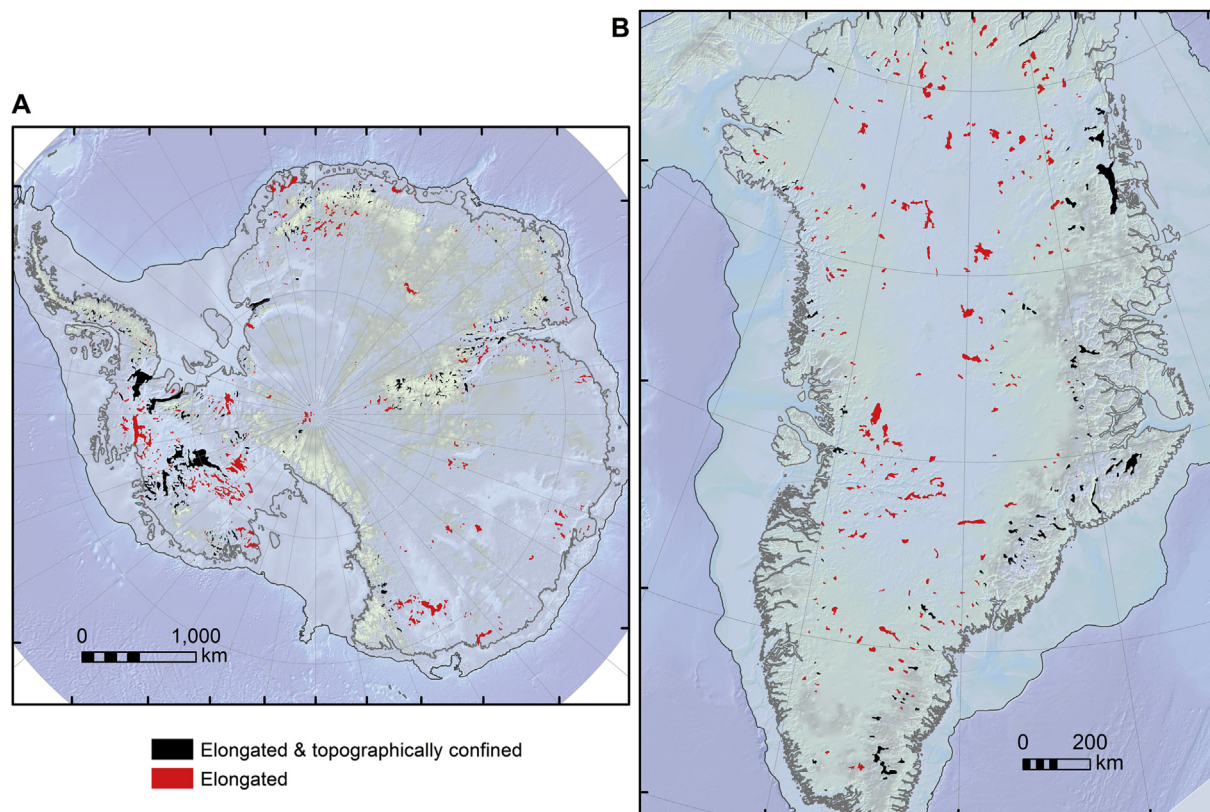 A
B
0 1,000
km
0 200
km
Elongated & topographically confined
Elongated